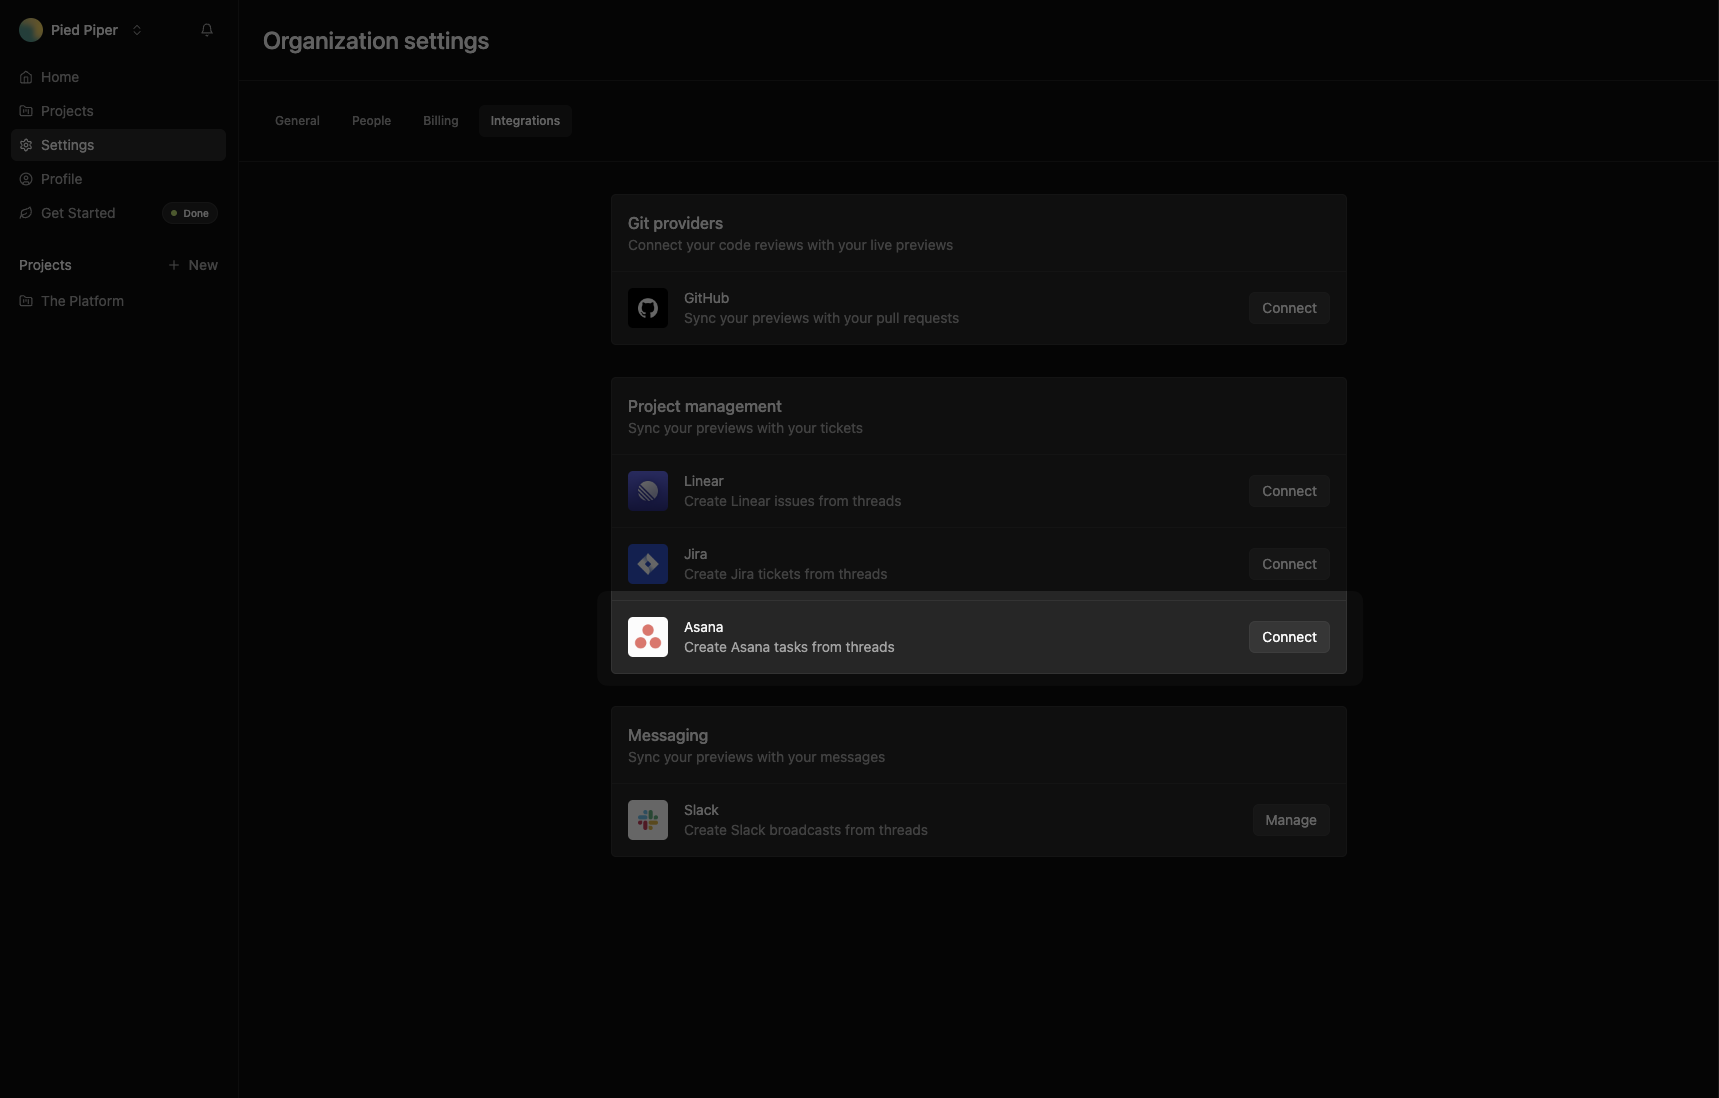 Pied Piper
Home
Projects
Settings
Profile
Get Started
Done
Projects
New
The Platform
Organization settings
General
People
Billing
Integrations
Git providers
Connect your code reviews with your live previews
GitHub
Sync your previews with your pull requests
Connect
Project management
Sync your previews with your tickets
Linear
Create Linear issues from threads
Connect
Jira
Create Jira tickets from threads
Connect
Asana
Create Asana tasks from threads
Connect
Messaging
Sync your previews with your messages
Slack
Create Slack broadcasts from threads
Manage